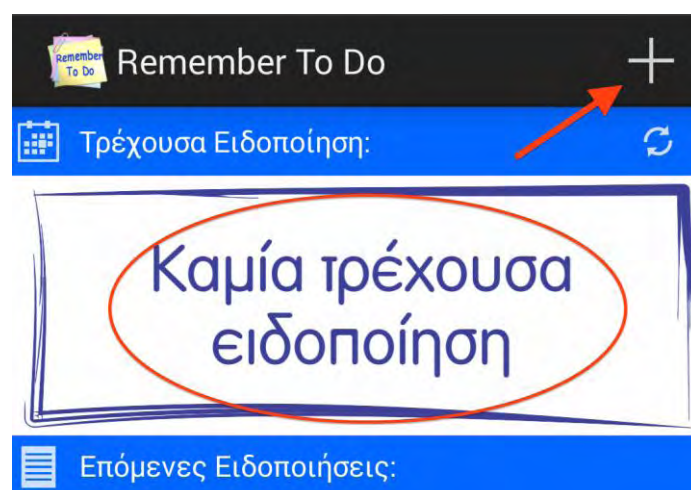 Remember
To Do
Remember To Do
Τρέχουσα Ειδοποίηση:
Καμία τρέχουσα
ειδοποίηση
Επόμενες Ειδοποιήσεις: